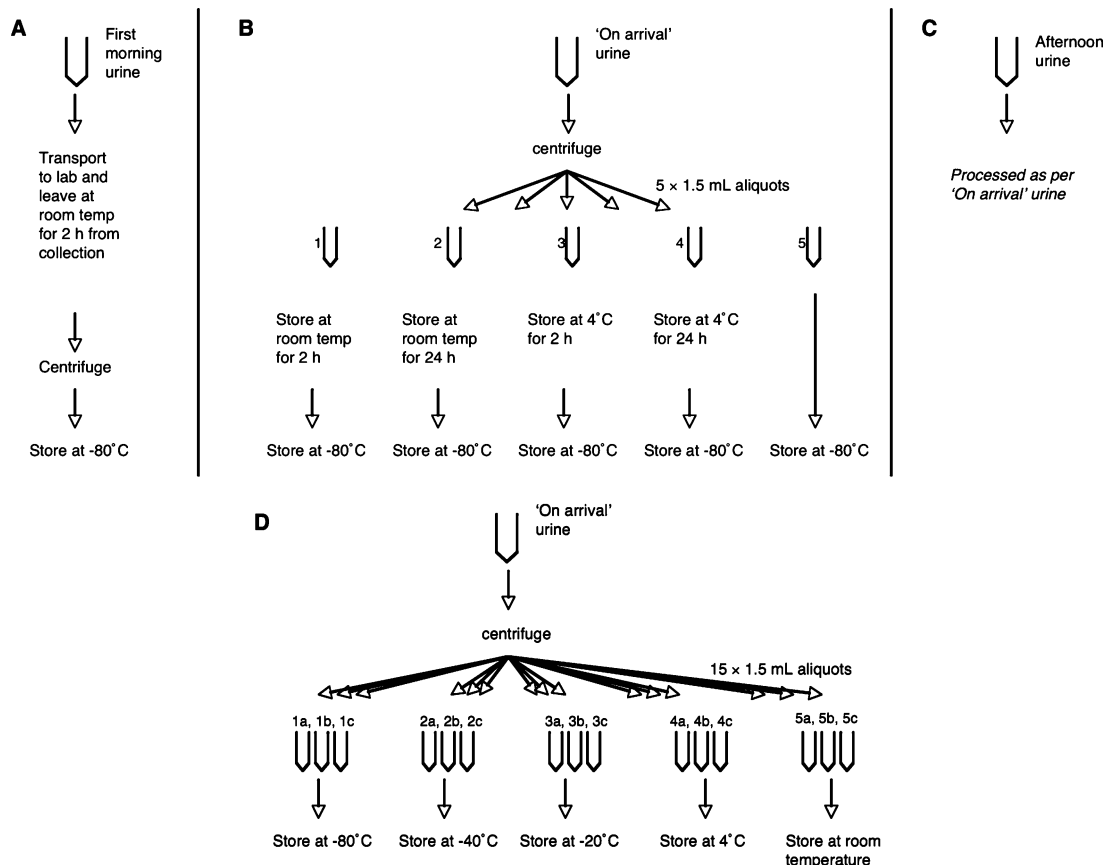 A
First
morning
urine
Transport
to lab and
leave at
room temp
for 2 h from
collection
Centrifuge
Store at -80˚C
B
‘On arrival’
urine
centrifuge
5 × 1.5 mL aliquots
1
2
3
4
5
Store at
room temp
for 2 h
Store at
room temp
for 24 h
Store at 4˚C
for 2 h
Store at 4˚C
for 24 h
Store at -80˚C
Store at -80˚C
Store at -80˚C
Store at -80˚C
Store at -80˚C
C
Afternoon
urine
Processed as per
‘On arrival’ urine
D
‘On arrival’
urine
centrifuge
15 × 1.5 mL aliquots
1a, 1b, 1c
2a, 2b, 2c
3a, 3b, 3c
4a, 4b, 4c
5a, 5b, 5c
Store at -80˚C
Store at -40˚C
Store at -20˚C
Store at 4˚C
Store at room
temperature